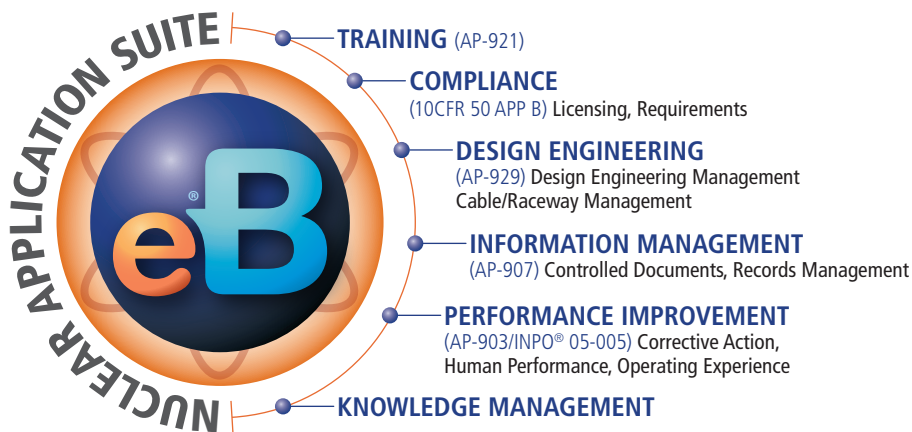 NUCLEAR APPLICATION SUITE
eB®
TRAINING (AP-921)
COMPLIANCE
(10CFR 50 APP B) Licensing, Requirements
DESIGN ENGINEERING
(AP-929) Design Engineering Management
Cable/Raceway Management
INFORMATION MANAGEMENT
(AP-907) Controlled Documents, Records Management
PERFORMANCE IMPROVEMENT
(AP-903/INPO® 05-005) Corrective Action,
Human Performance, Operating Experience
KNOWLEDGE MANAGEMENT